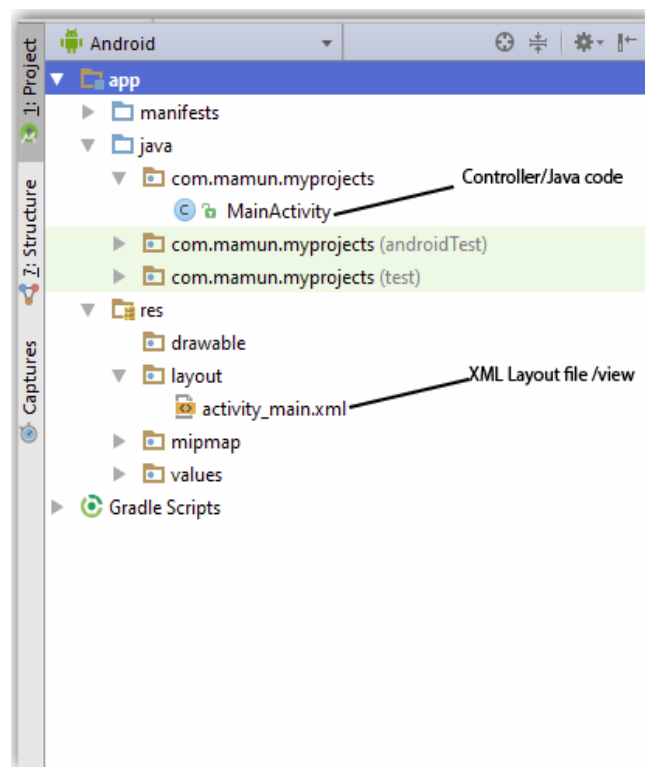 Android
1: Project
app
manifests
java
com.mamun.myprojects
Controller/Java code
C MainActivity
com.mamun.myprojects (androidTest)
com.mamun.myprojects (test)
7: Structure
res
drawable
layout
XML Layout file /view
activity_main.xml
Captures
mipmap
values
Gradle Scripts